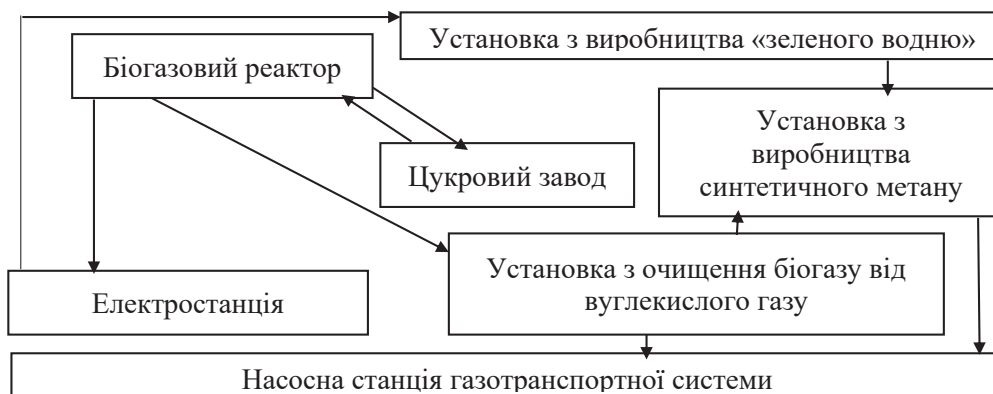 Установка з виробництва «зеленого водню»
Біогазовий реактор
Установка з
виробництва
синтетичного метану
Цукровий завод
Установка з очищення біогазу від
вуглекислого газу
Електростанція
Насосна станція газотранспортної системи